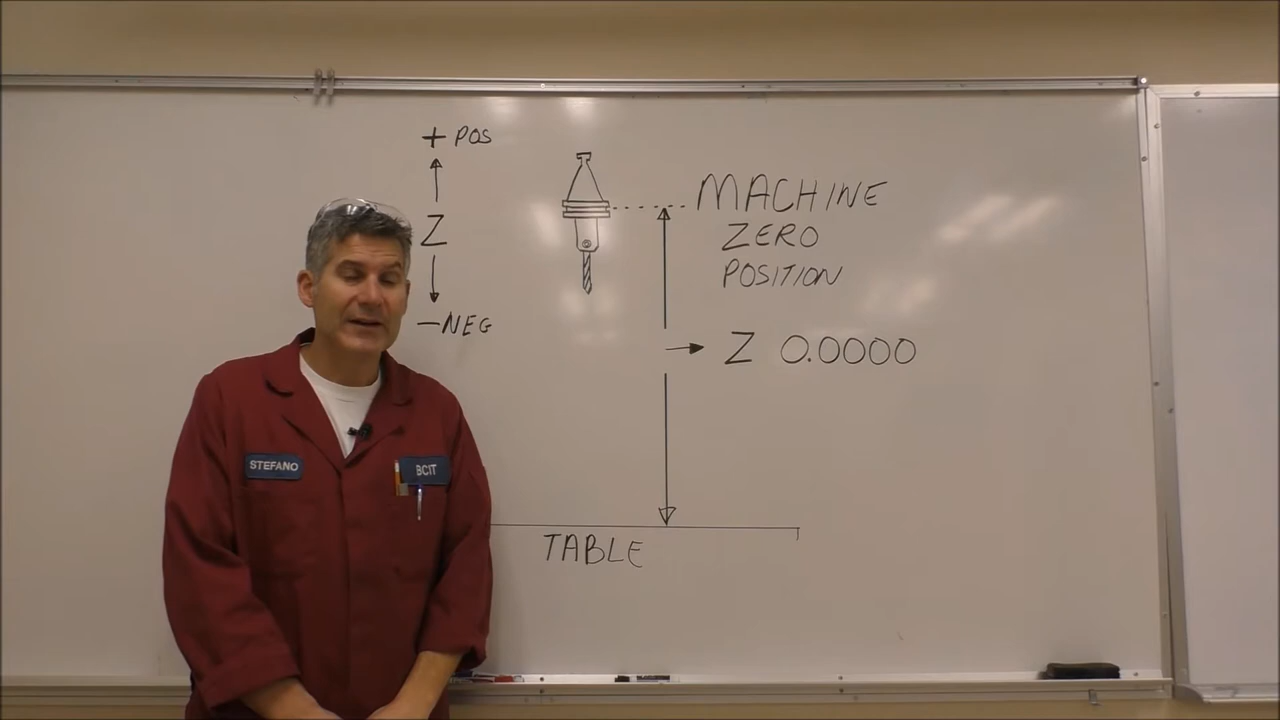 + POS
Z
- NEG
MACHINE
ZERO
POSITION
Z 0.0000
TABLE
STEFANO
BCIT